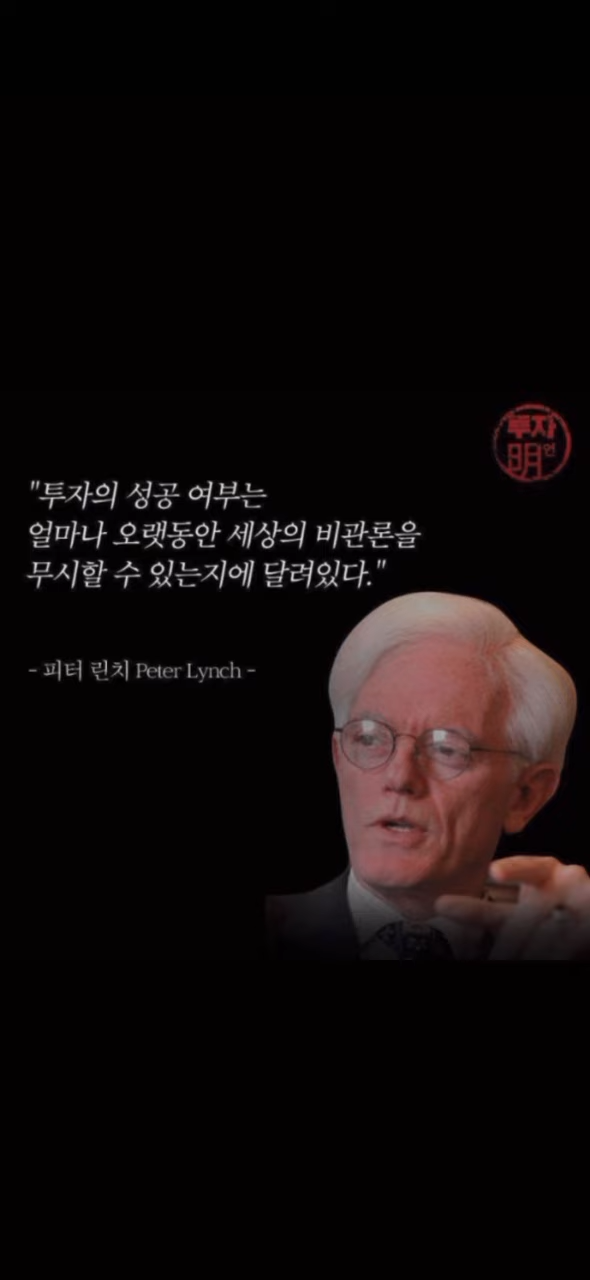 투자
明언
"투자의 성공 여부는
얼마나 오랫동안 세상의 비관론을
무시할 수 있는지에 달려있다."
- 피터 린치 Peter Lynch -